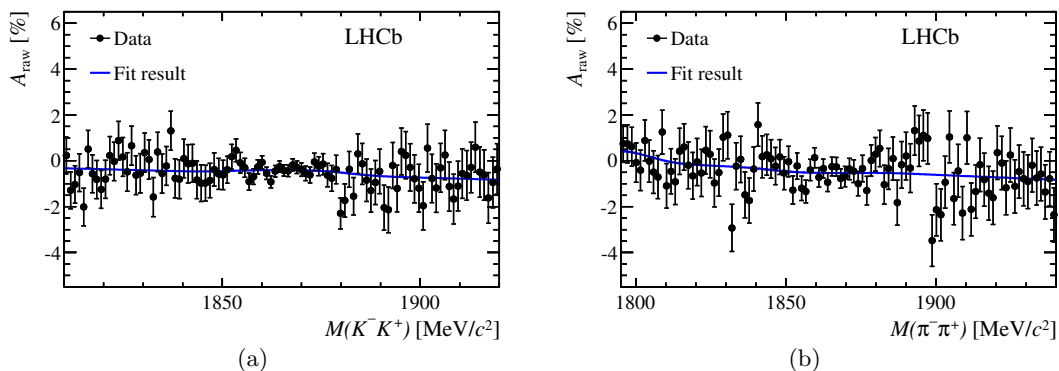 A_raw [%]
6
4
2
0
-2
-4
Data
Fit result
LHCb
1850
1900
M(K⁻K⁺) [MeV/c²]
(a)
A_raw [%]
6
4
2
0
-2
-4
Data
Fit result
LHCb
1800
1850
1900
M(π⁻π⁺) [MeV/c²]
(b)